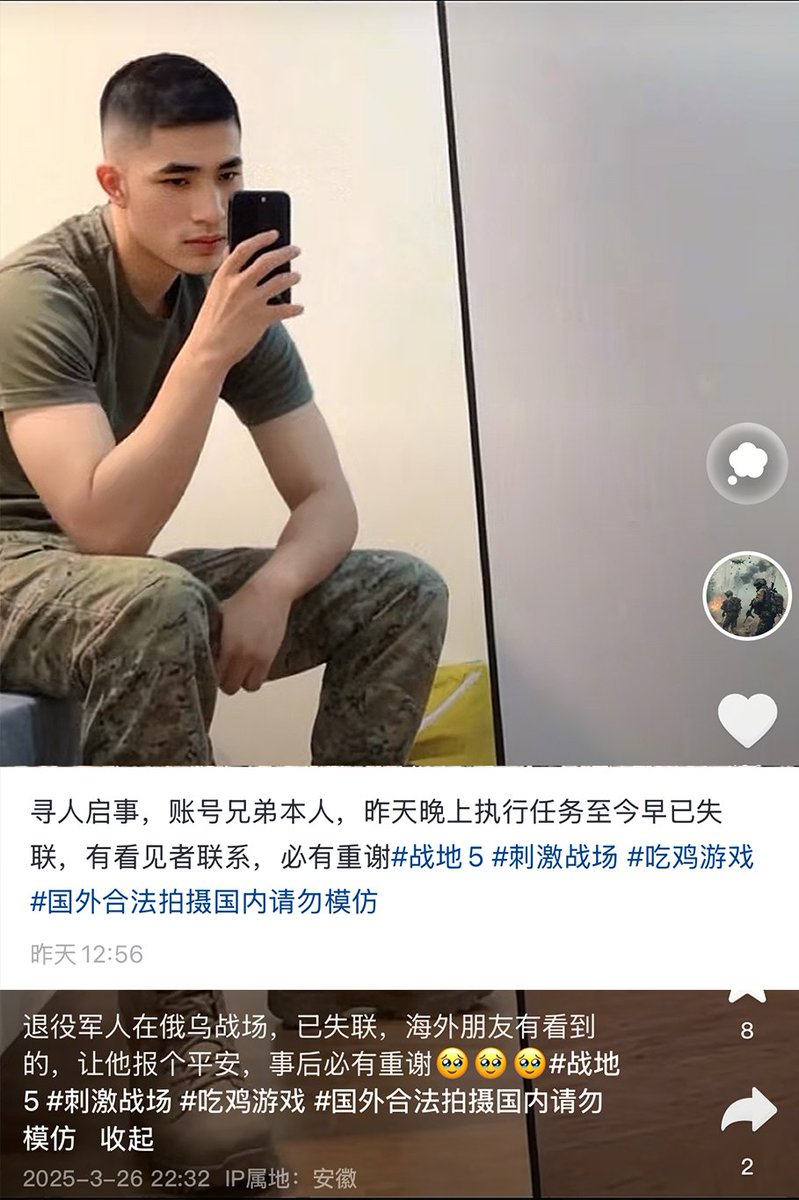 寻人启事，账号兄弟本人，昨天晚上执行任务至今早已失
联，有看见者联系，必有重谢#战地5 #刺激战场 #吃鸡游戏
#国外合法拍摄国内请勿模仿
昨天12:56
8
退役军人在俄乌战场，已失联，海外朋友有看到
的，让他报个平安，事后必有重谢🥹🥹🥹#战地
5 #刺激战场 #吃鸡游戏 #国外合法拍摄国内请勿
模仿 收起
2
2025-3-26 22:32 IP属地：安徽